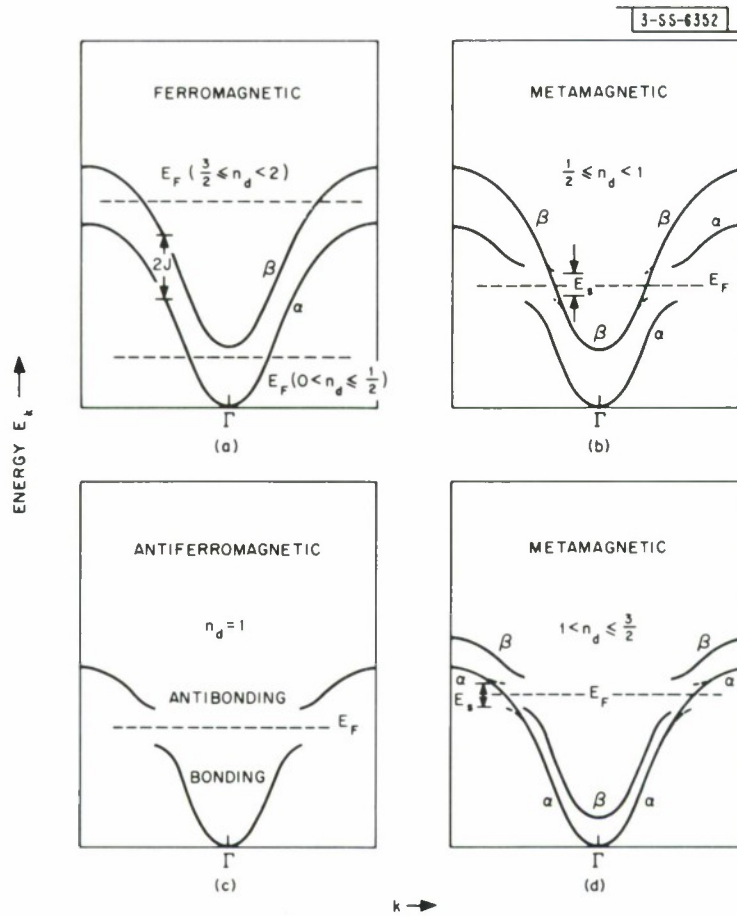 3-SS-6352
FERROMAGNETIC
E_F (3/2 ≤ n_d < 2)
2J
β
α
E_F (0 < n_d ≤ 1/2)
Γ
(a)
METAMAGNETIC
1/2 ≤ n_d < 1
β
α
E_s
E_F
β
α
Γ
(b)
ENERGY E_k
ANTIFERROMAGNETIC
n_d = 1
ANTIBONDING
E_F
BONDING
Γ
(c)
METAMAGNETIC
1 < n_d ≤ 3/2
β
β
α
α
E_s
E_F
α
β
α
Γ
(d)
k